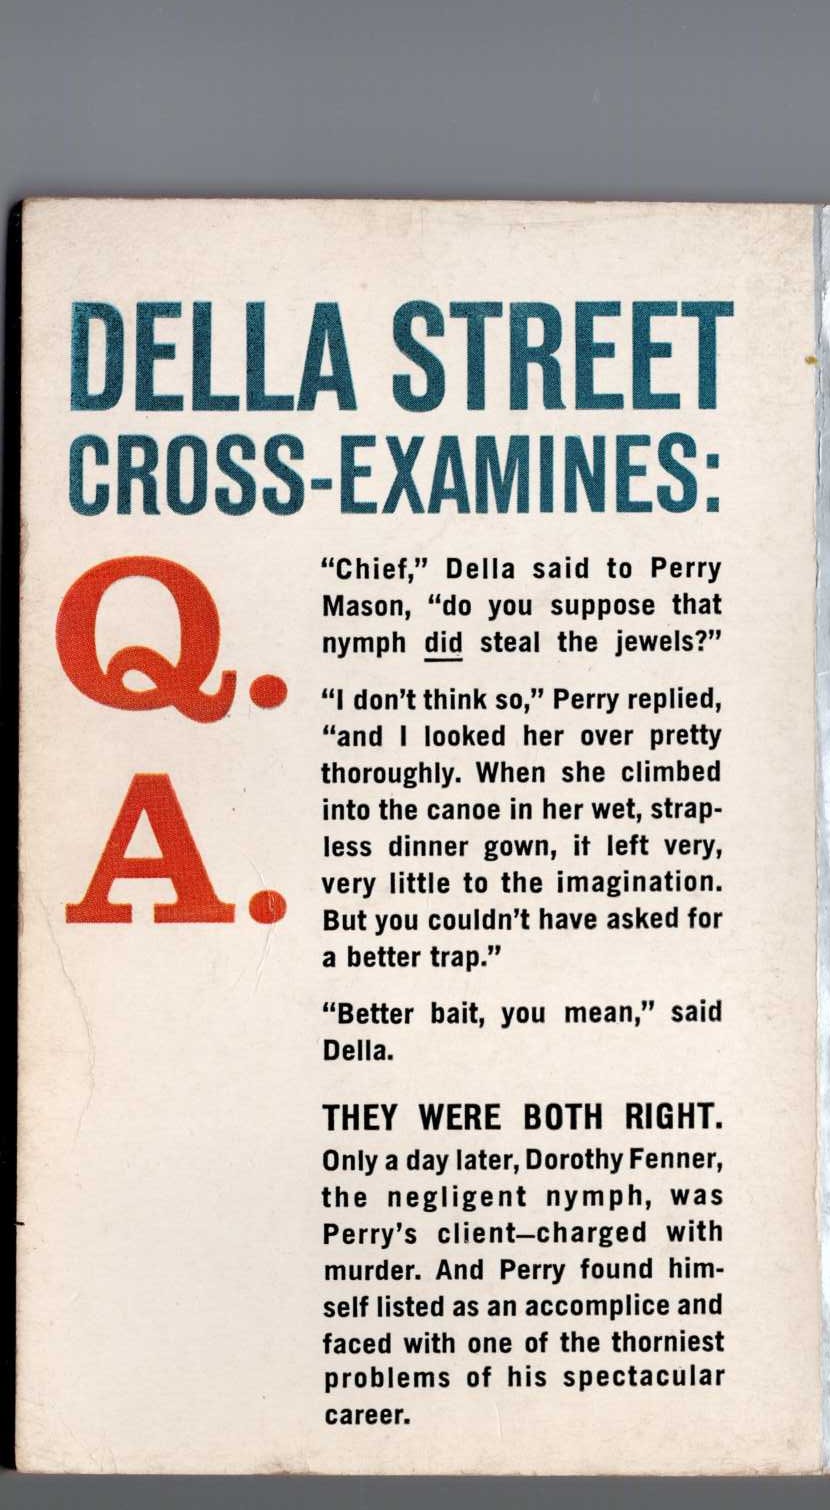 DELLA STREET
CROSS-EXAMINES:
Q.
“Chief,” Della said to Perry
Mason, “do you suppose that
nymph did steal the jewels?”
A.
“I don’t think so,” Perry replied,
“and I looked her over pretty
thoroughly. When she climbed
into the canoe in her wet, strap-
less dinner gown, it left very,
very little to the imagination.
But you couldn’t have asked for
a better trap.”
“Better bait, you mean,” said
Della.
THEY WERE BOTH RIGHT.
Only a day later, Dorothy Fenner,
the negligent nymph, was
Perry’s client—charged with
murder. And Perry found him-
self listed as an accomplice and
faced with one of the thorniest
problems of his spectacular
career.